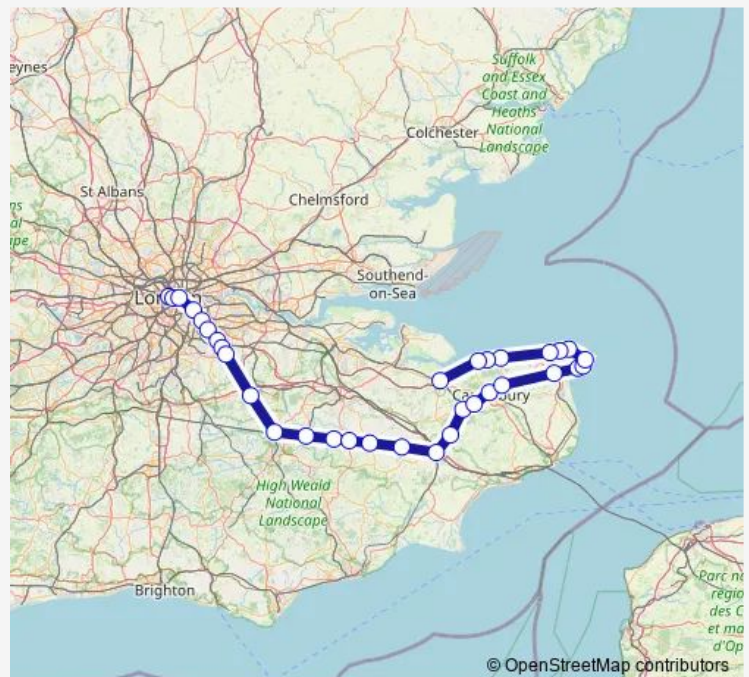 eynes
Suffolk
and Essex
Coast and
Heaths
National
Landscape
Colchester
St Albans
Chelmsford
Southend-
on-Sea
High Weald
National
Landscape
Brighton
Parc n
régio
des C
et ma
d'Op
© OpenStreetMap contributors